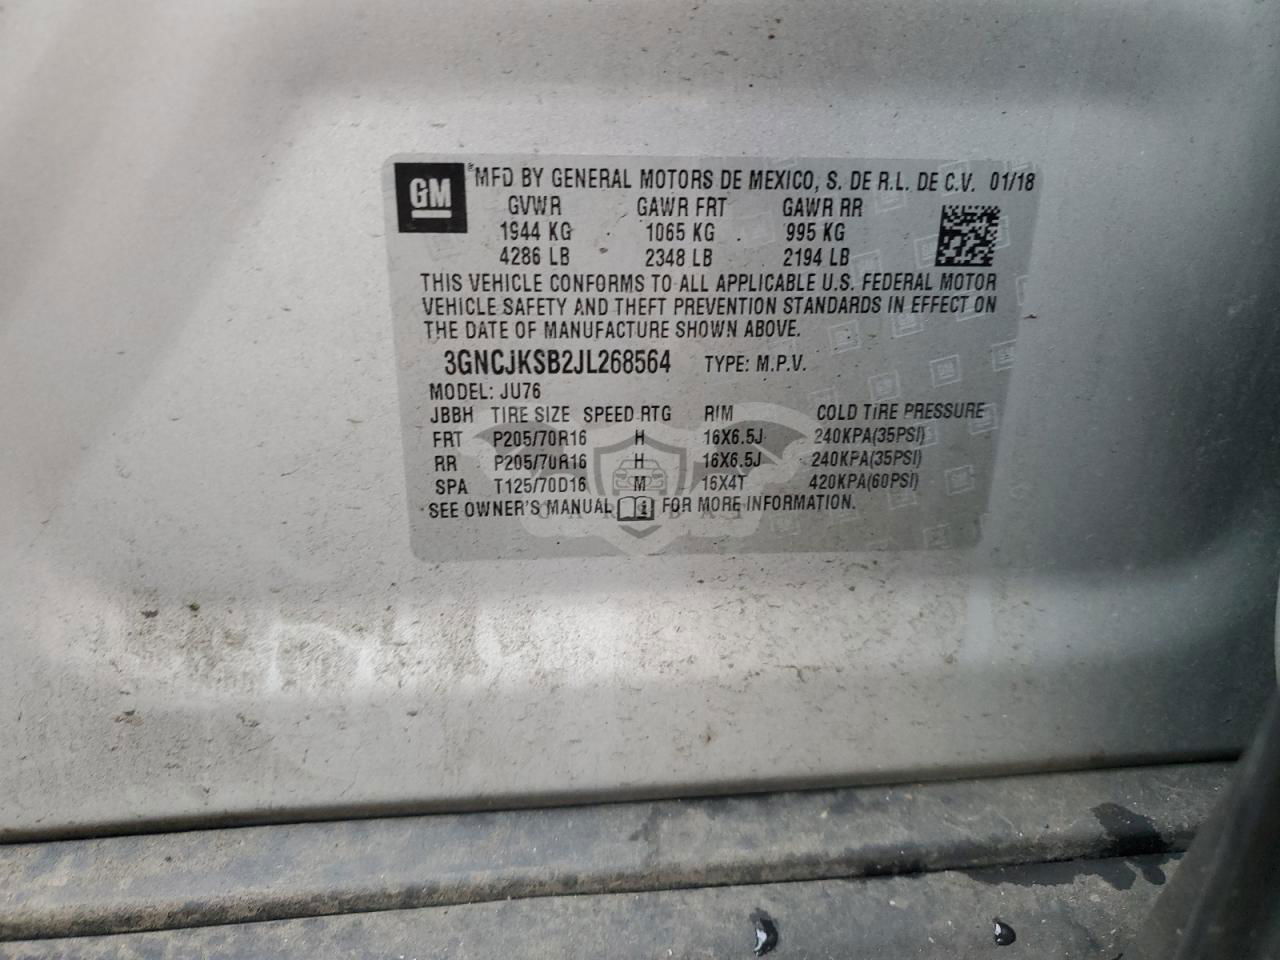 GM
*MFD BY GENERAL MOTORS DE MEXICO, S. DE R.L. DE C.V. 01/18
GVWR GAWR FRT GAWR RR
1944 KG 1065 KG 995 KG
4286 LB 2348 LB 2194 LB
THIS VEHICLE CONFORMS TO ALL APPLICABLE U.S. FEDERAL MOTOR
VEHICLE SAFETY AND THEFT PREVENTION STANDARDS IN EFFECT ON
THE DATE OF MANUFACTURE SHOWN ABOVE.
3GNCJKSB2JL268564 TYPE: M.P.V.
MODEL: JU76
JBBH TIRE SIZE SPEED RTG RIM COLD TIRE PRESSURE
FRT P205/70R16 H 16X6.5J 240KPA(35PSI)
RR P205/70R16 H 16X6.5J 240KPA(35PSI)
SPA T125/70D16 M 16X4T 420KPA(60PSI)
SEE OWNER'S MANUAL FOR MORE INFORMATION.